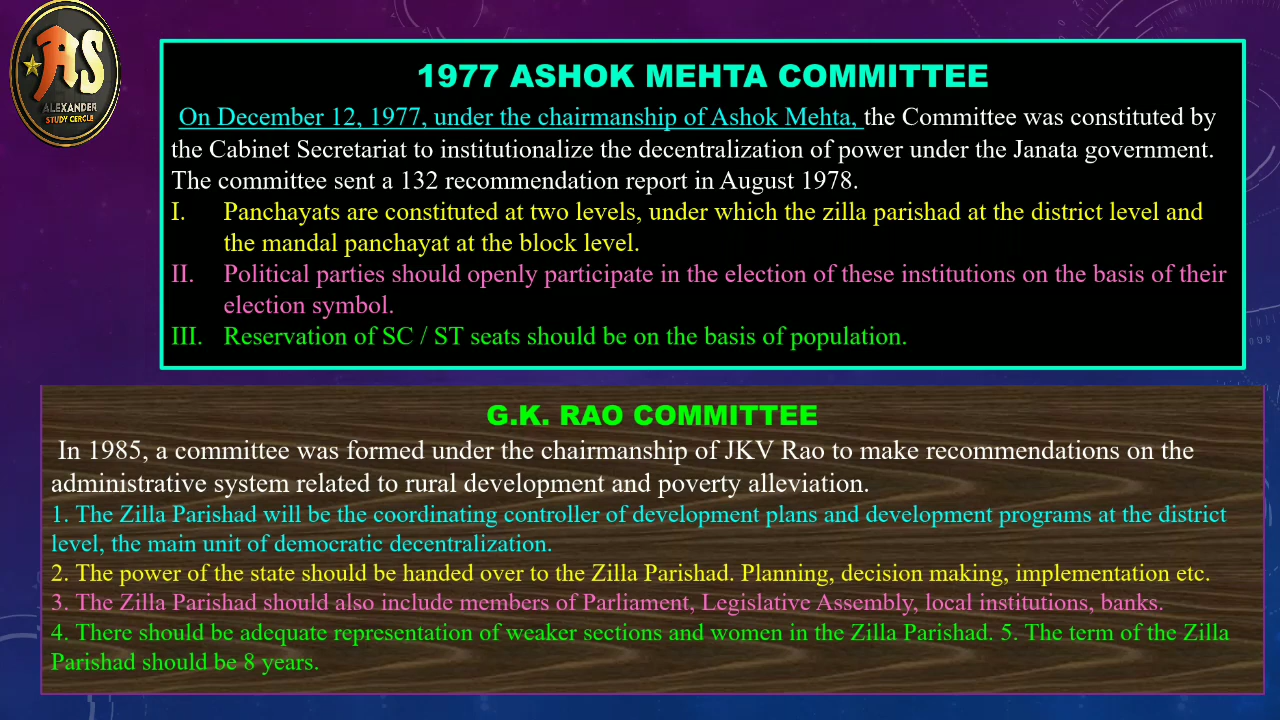 AS
ALEXANDER
STUDY CERCLE
1977 ASHOK MEHTA COMMITTEE
On December 12, 1977, under the chairmanship of Ashok Mehta, the Committee was constituted by
the Cabinet Secretariat to institutionalize the decentralization of power under the Janata government.
The committee sent a 132 recommendation report in August 1978.
I. Panchayats are constituted at two levels, under which the zilla parishad at the district level and
the mandal panchayat at the block level.
II. Political parties should openly participate in the election of these institutions on the basis of their
election symbol.
III. Reservation of SC / ST seats should be on the basis of population.
G.K. RAO COMMITTEE
In 1985, a committee was formed under the chairmanship of JKV Rao to make recommendations on the
administrative system related to rural development and poverty alleviation.
1. The Zilla Parishad will be the coordinating controller of development plans and development programs at the district
level, the main unit of democratic decentralization.
2. The power of the state should be handed over to the Zilla Parishad. Planning, decision making, implementation etc.
3. The Zilla Parishad should also include members of Parliament, Legislative Assembly, local institutions, banks.
4. There should be adequate representation of weaker sections and women in the Zilla Parishad. 5. The term of the Zilla
Parishad should be 8 years.